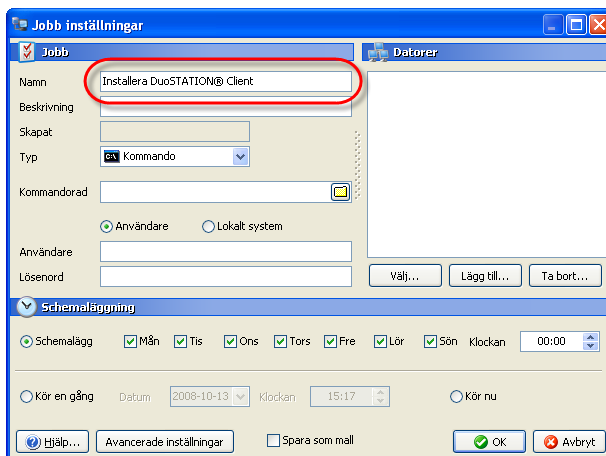 Jobb inställningar
Jobb
Namn Installera DuoSTATION® Client
Beskrivning
Skapat
Typ C:\ Kommando
Kommandorad
Användare Lokalt system
Användare
Lösenord
Datorer
Välj... Lägg till... Ta bort...
Schemaläggning
Schemalägg Mån Tis Ons Tors Fre Lör Sön Klockan 00:00
Kör en gång Datum 2008-10-13 Klockan 15:17 Kör nu
Hjälp... Avancerade inställningar Spara som mall OK Avbryt